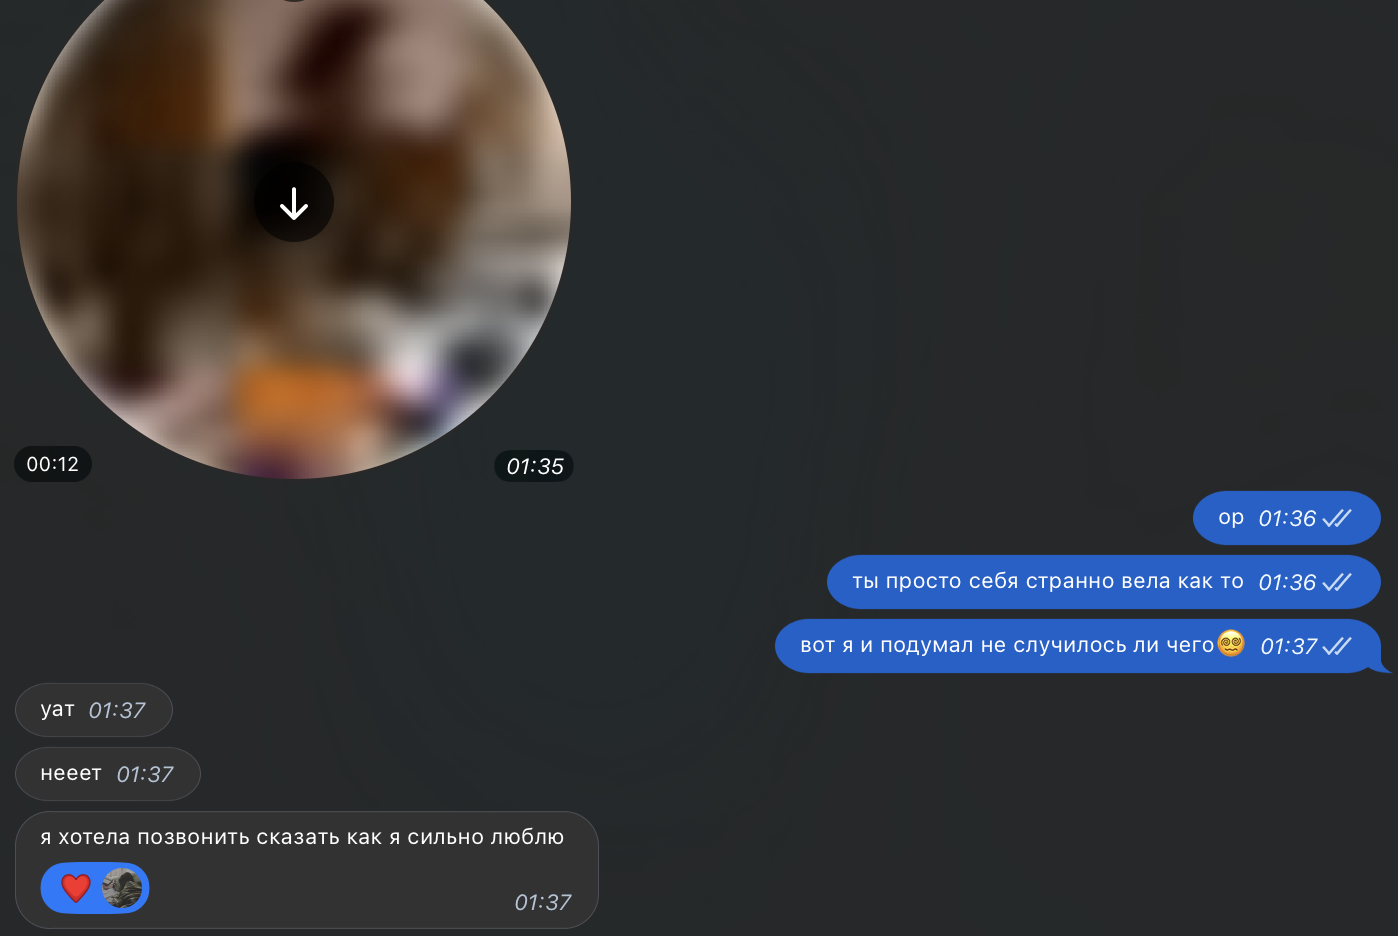 00:12
01:35
ор 01:36
ты просто себя странно вела как то 01:36
вот я и подумал не случилось ли чего😵‍💫 01:37
уат 01:37
нееет 01:37
я хотела позвонить сказать как я сильно люблю
❤️ 01:37